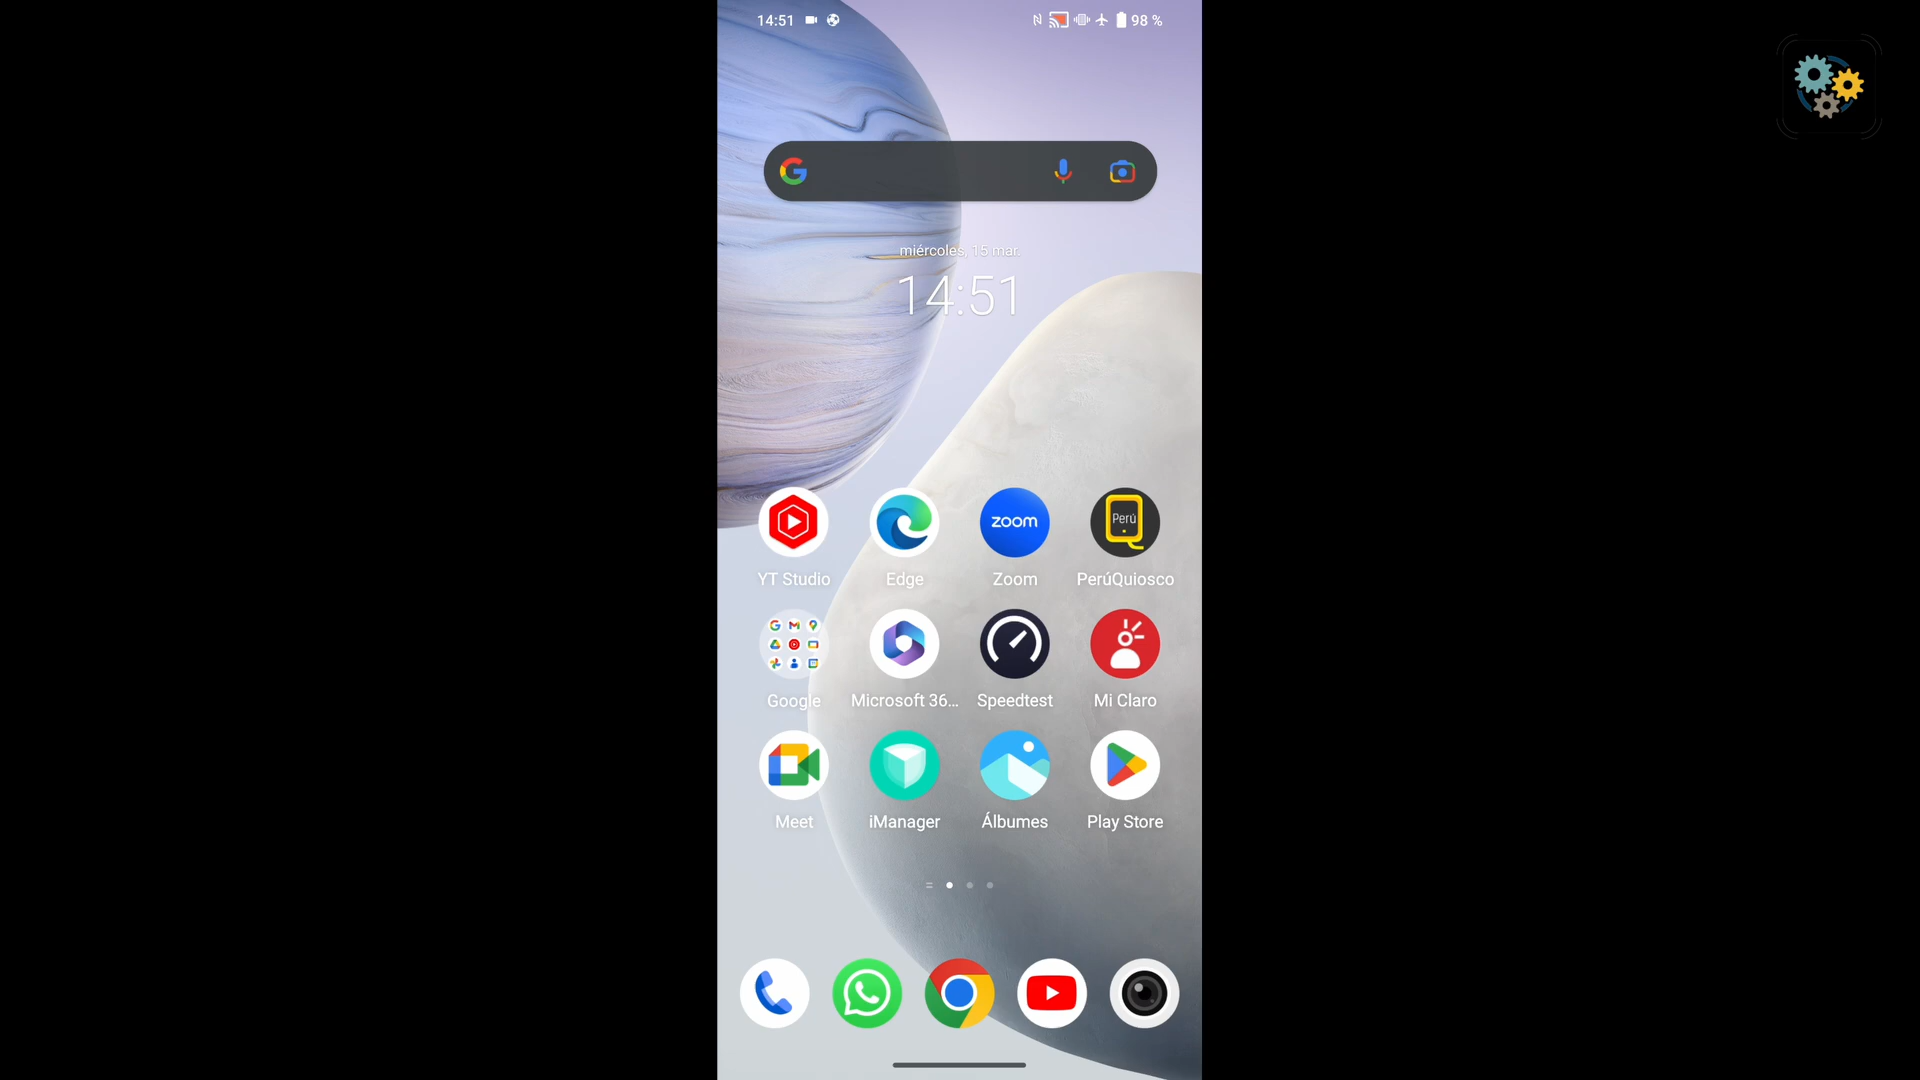 14:51
98 %
miércoles, 15 mar.
14:51
zoom
Perú
YT Studio
Edge
Zoom
PerúQuiosco
Google
Microsoft 36...
Speedtest
Mi Claro
Meet
iManager
Álbumes
Play Store